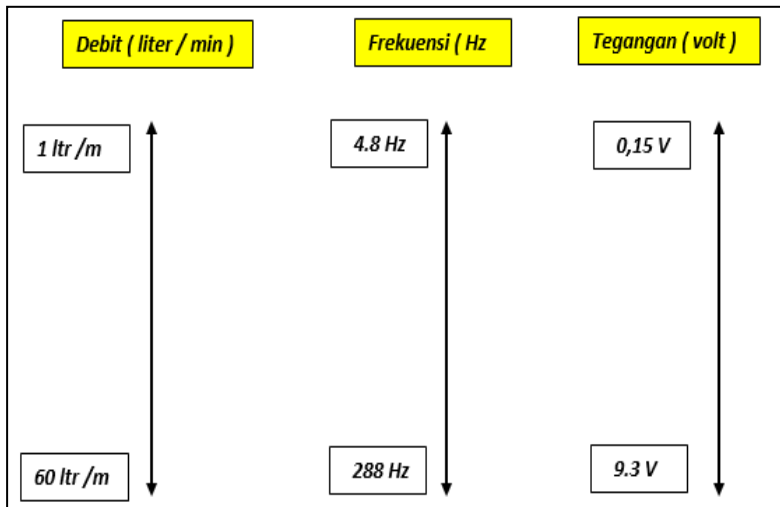 Debit ( liter / min )
Frekuensi ( Hz
Tegangan ( volt )
1 ltr /m
4.8 Hz
0,15 V
60 ltr /m
288 Hz
9.3 V